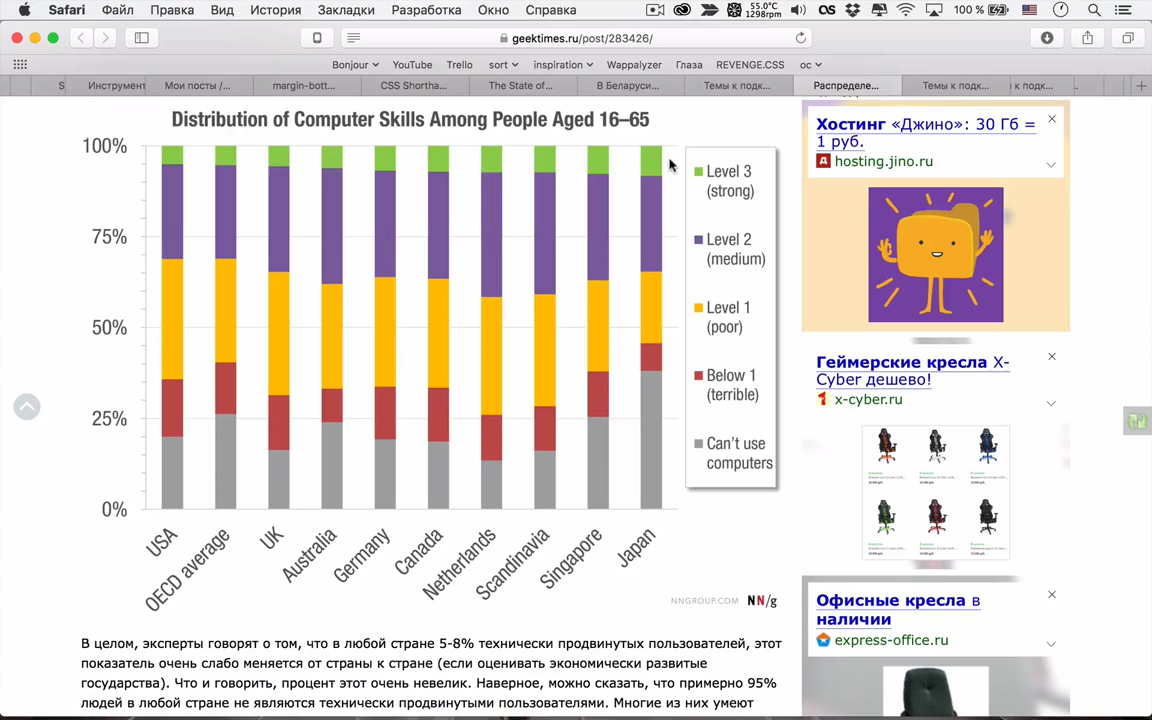 Safari Файл Правка Вид История Закладки Разработка Окно Справка 55.0°C 1298rpm 100 %
geektimes.ru/post/283426/
Bonjour YouTube Trello sort inspiration Wappalyzer Глаза REVENGE.CSS ос
S Инструмент Мои посты /... margin-bott... CSS Shortha... The State of... В Беларуси... Темы к подк... Распределе... Темы к подк... к подк...
Distribution of Computer Skills Among People Aged 16–65
100%
75%
50%
25%
0%
Level 3
(strong)
Level 2
(medium)
Level 1
(poor)
Below 1
(terrible)
Can't use
computers
USA OECD average UK Australia Germany Canada Netherlands Scandinavia Singapore Japan
NNGROUP.COM NN/g
В целом, эксперты говорят о том, что в любой стране 5-8% технически продвинутых пользователей, этот
показатель очень слабо меняется от страны к стране (если оценивать экономически развитые
государства). Что и говорить, процент этот очень невелик. Наверное, можно сказать, что примерно 95%
людей в любой стране не являются технически продвинутыми пользователями. Многие из них умеют
Хостинг «Джино»: 30 Гб =
1 руб.
hosting.jino.ru
Геймерские кресла X-
Cyber дешево!
x-cyber.ru
Офисные кресла в
наличии
express-office.ru